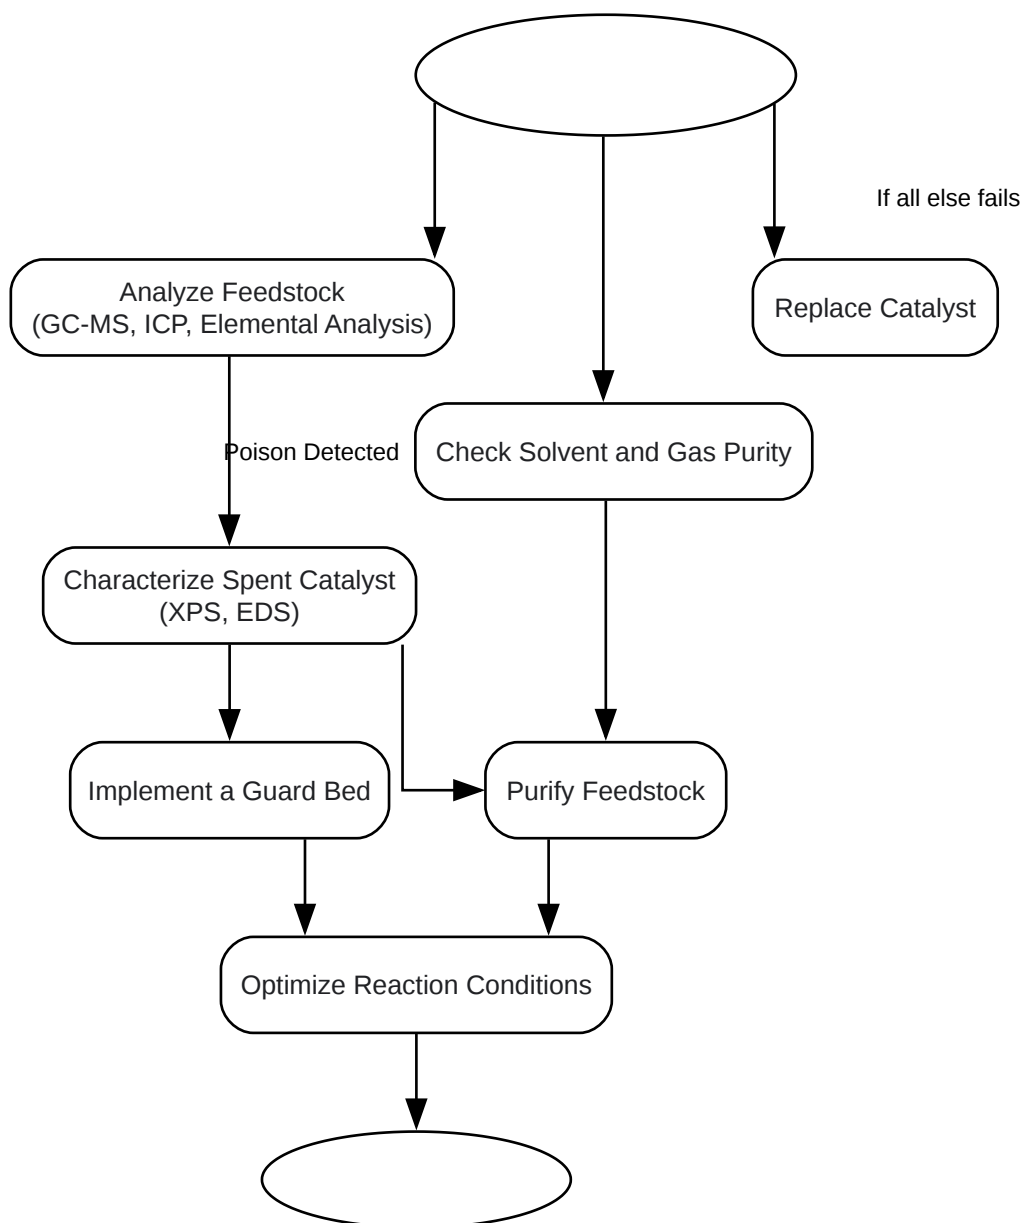 If all else fails
Analyze Feedstock
(GC-MS, ICP, Elemental Analysis)
Replace Catalyst
Poison Detected
Check Solvent and Gas Purity
Characterize Spent Catalyst
(XPS, EDS)
Implement a Guard Bed
Purify Feedstock
Optimize Reaction Conditions